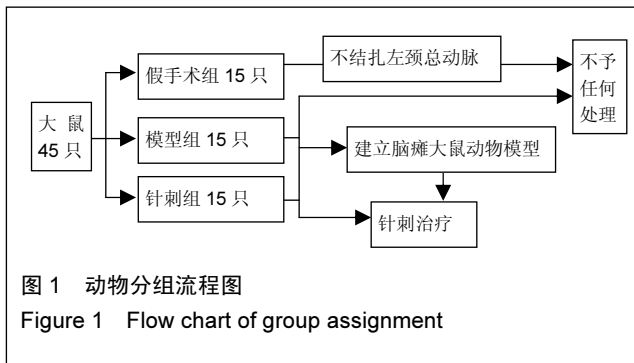 大 鼠
45 只
假手术组 15 只
模型组 15 只
针刺组 15 只
不结扎左颈总动脉
建立脑瘫大鼠动物模型
针刺治疗
不予
任何
处理
图 1 动物分组流程图
Figure 1 Flow chart of group assignment